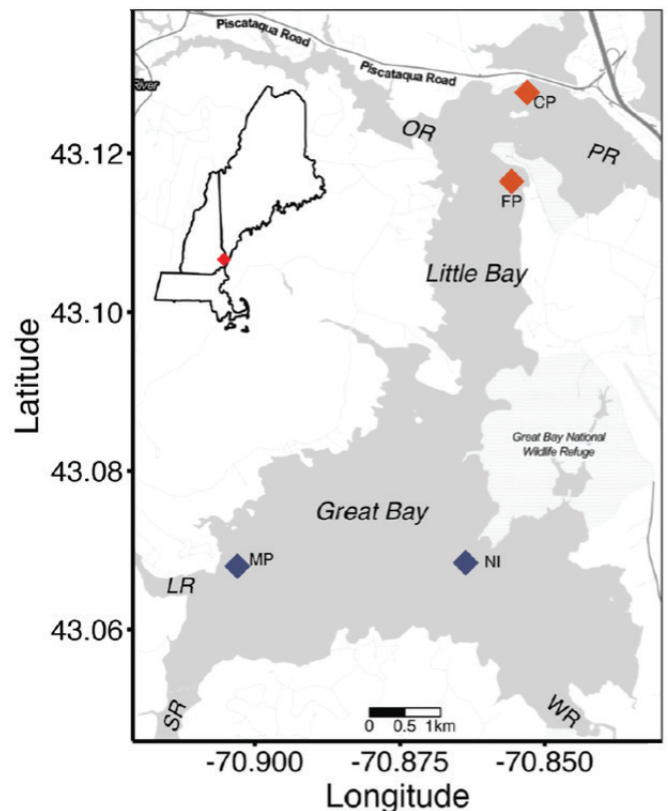 Piscataqua Road
Piscataqua Road
River
CP
OR
PR
43.12
FP
Little Bay
43.10
Latitude
Great Bay National
Wildlife Refuge
43.08
Great Bay
MP
NI
LR
43.06
SR
WR
0 0.5 1km
-70.900 -70.875 -70.850
Longitude